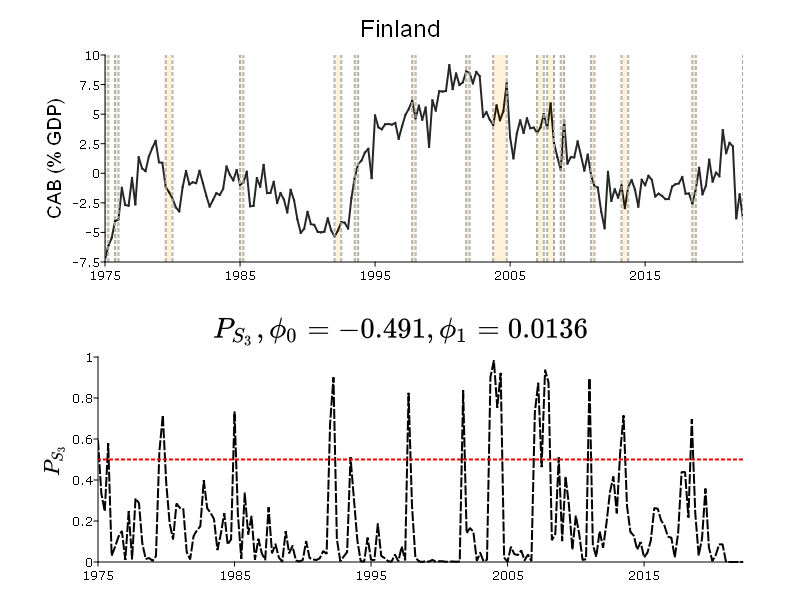 Finland
10
7.5
5
2.5
0
−2.5
−5
−7.5
CAB (% GDP)
1975 1985 1995 2005 2015
P_{S_3}, ϕ_0 = −0.491, ϕ_1 = 0.0136
1
0.8
0.6
0.4
0.2
0
P_{S_3}
1975 1985 1995 2005 2015